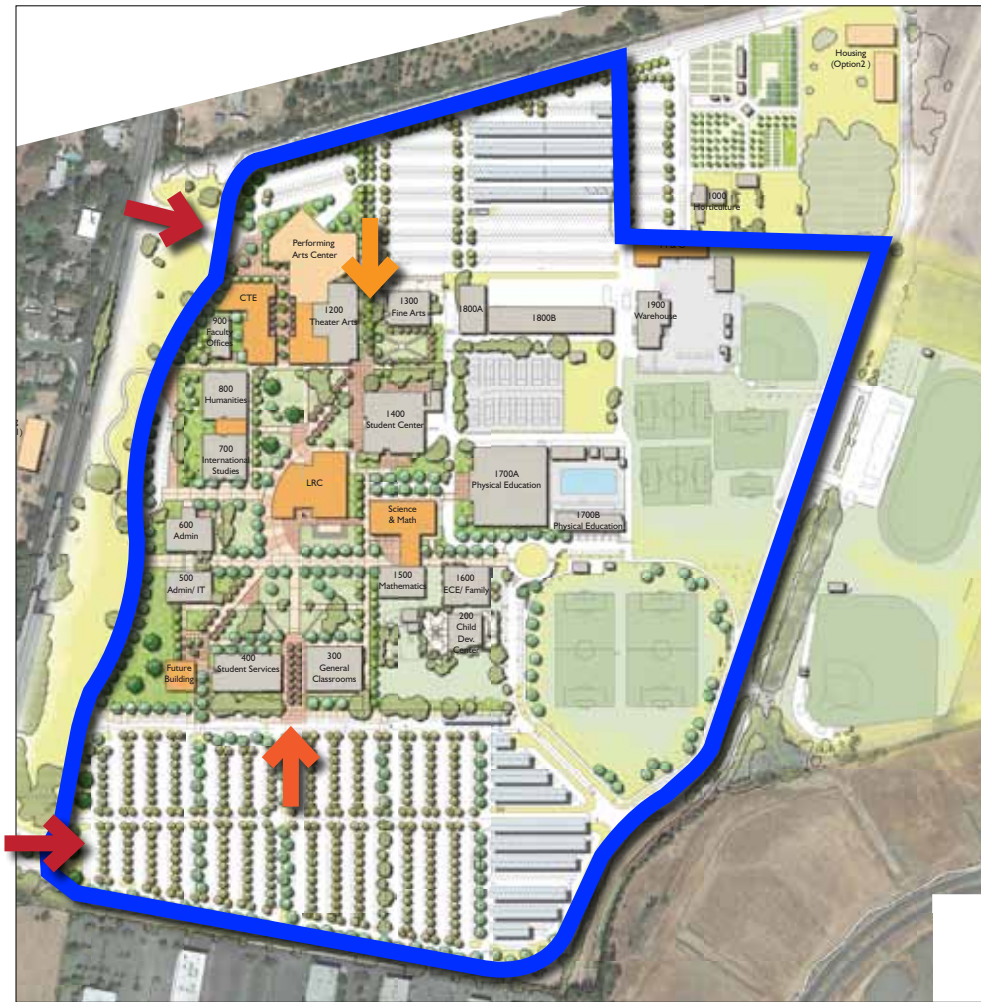 Housing
(Option2 )
1000
Horticulture
Performing
Arts Center
CTE
1200
Theater Arts
1300
Fine Arts
1800A
1800B
1900
Warehouse
900
Faculty
Offices
800
Humanities
1400
Student Center
700
International
Studies
LRC
1700A
Physical Education
Science
& Math
1700B
Physical Education
600
Admin
500
Admin/ IT
1500
Mathematics
1600
ECE/ Family
200
Child
Dev.
Center
Future
Building
400
Student Services
300
General
Classrooms